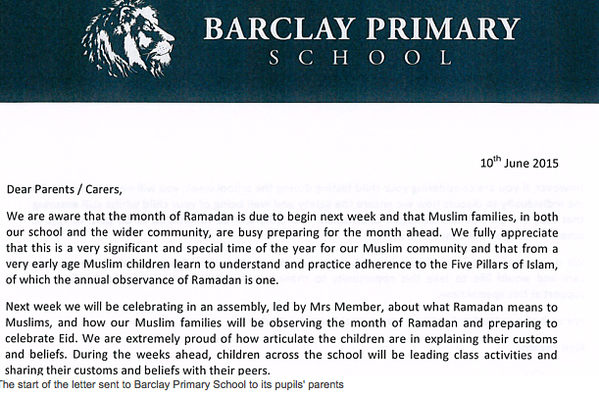 BARCLAY PRIMARY
SCHOOL
10th June 2015
Dear Parents / Carers,
We are aware that the month of Ramadan is due to begin next week and that Muslim families, in both
our school and the wider community, are busy preparing for the month ahead.  We fully appreciate
that this is a very significant and special time of the year for our Muslim community and that from a
very early age Muslim children learn to understand and practice adherence to the Five Pillars of Islam,
of which the annual observance of Ramadan is one.
Next week we will be celebrating in an assembly, led by Mrs Member, about what Ramadan means to
Muslims, and how our Muslim families will be observing the month of Ramadan and preparing to
celebrate Eid. We are extremely proud of how articulate the children are in explaining their customs
and beliefs. During the weeks ahead, children across the school will be leading class activities and
sharing their customs and beliefs with their peers.
The start of the letter sent to Barclay Primary School to its pupils' parents